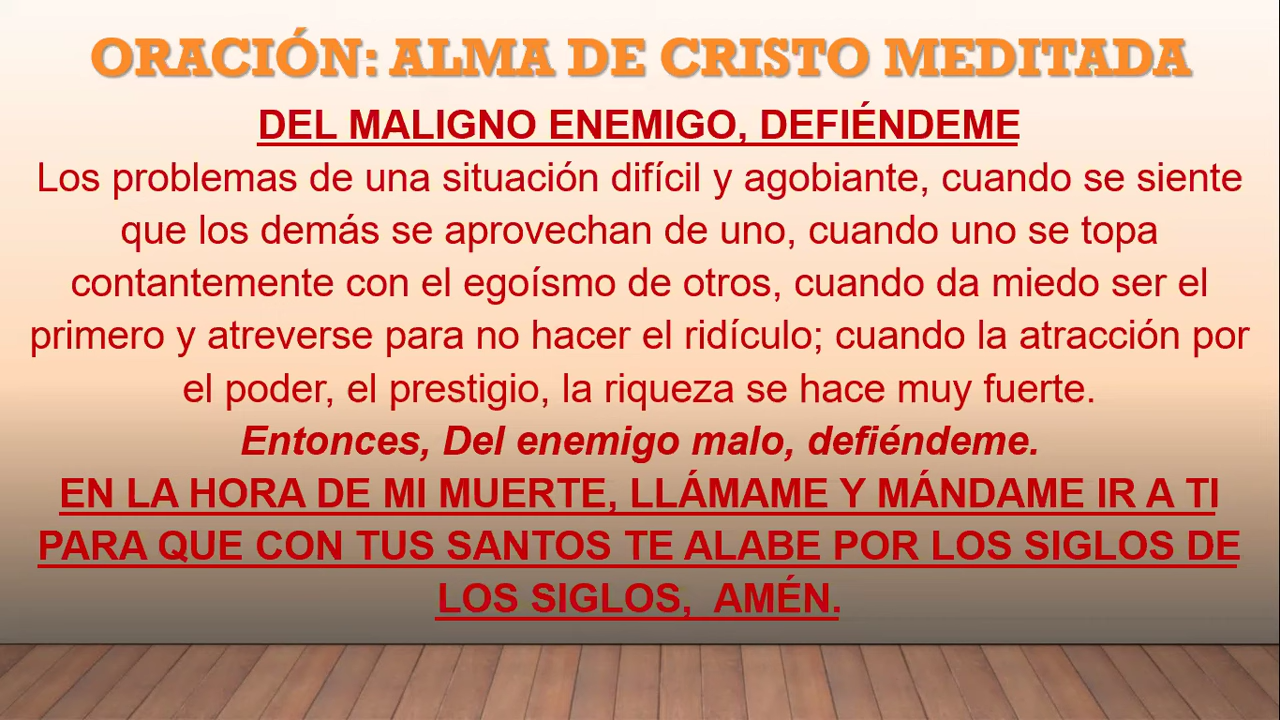 ORACIÓN: ALMA DE CRISTO MEDITADA
DEL MALIGNO ENEMIGO, DEFIÉNDEME
Los problemas de una situación difícil y agobiante, cuando se siente
que los demás se aprovechan de uno, cuando uno se topa
contantemente con el egoísmo de otros, cuando da miedo ser el
primero y atreverse para no hacer el ridículo; cuando la atracción por
el poder, el prestigio, la riqueza se hace muy fuerte.
Entonces, Del enemigo malo, defiéndeme.
EN LA HORA DE MI MUERTE, LLÁMAME Y MÁNDAME IR A TI
PARA QUE CON TUS SANTOS TE ALABE POR LOS SIGLOS DE
LOS SIGLOS,  AMÉN.